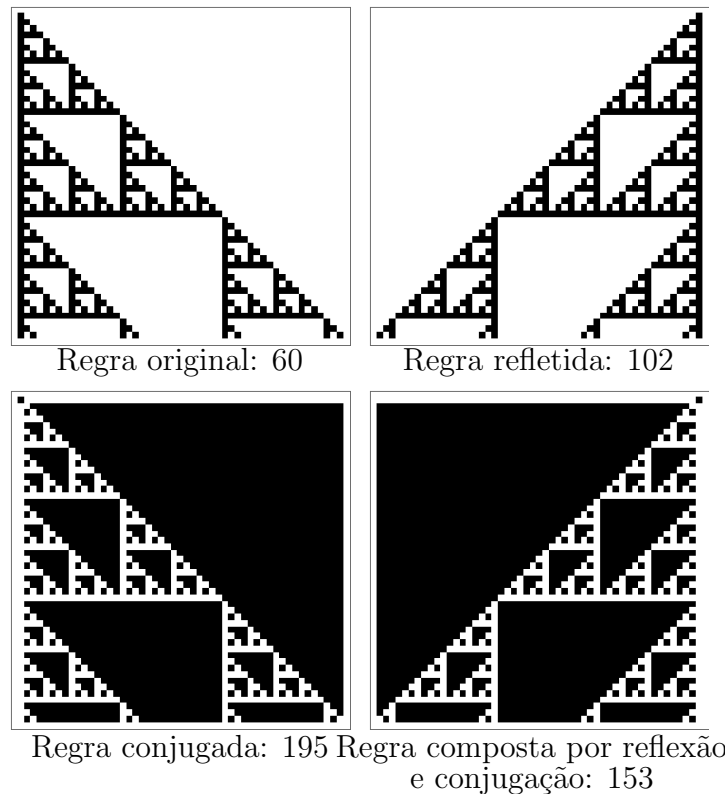 Regra original: 60
Regra refletida: 102
Regra conjugada: 195
Regra composta por reflexão
e conjugação: 153